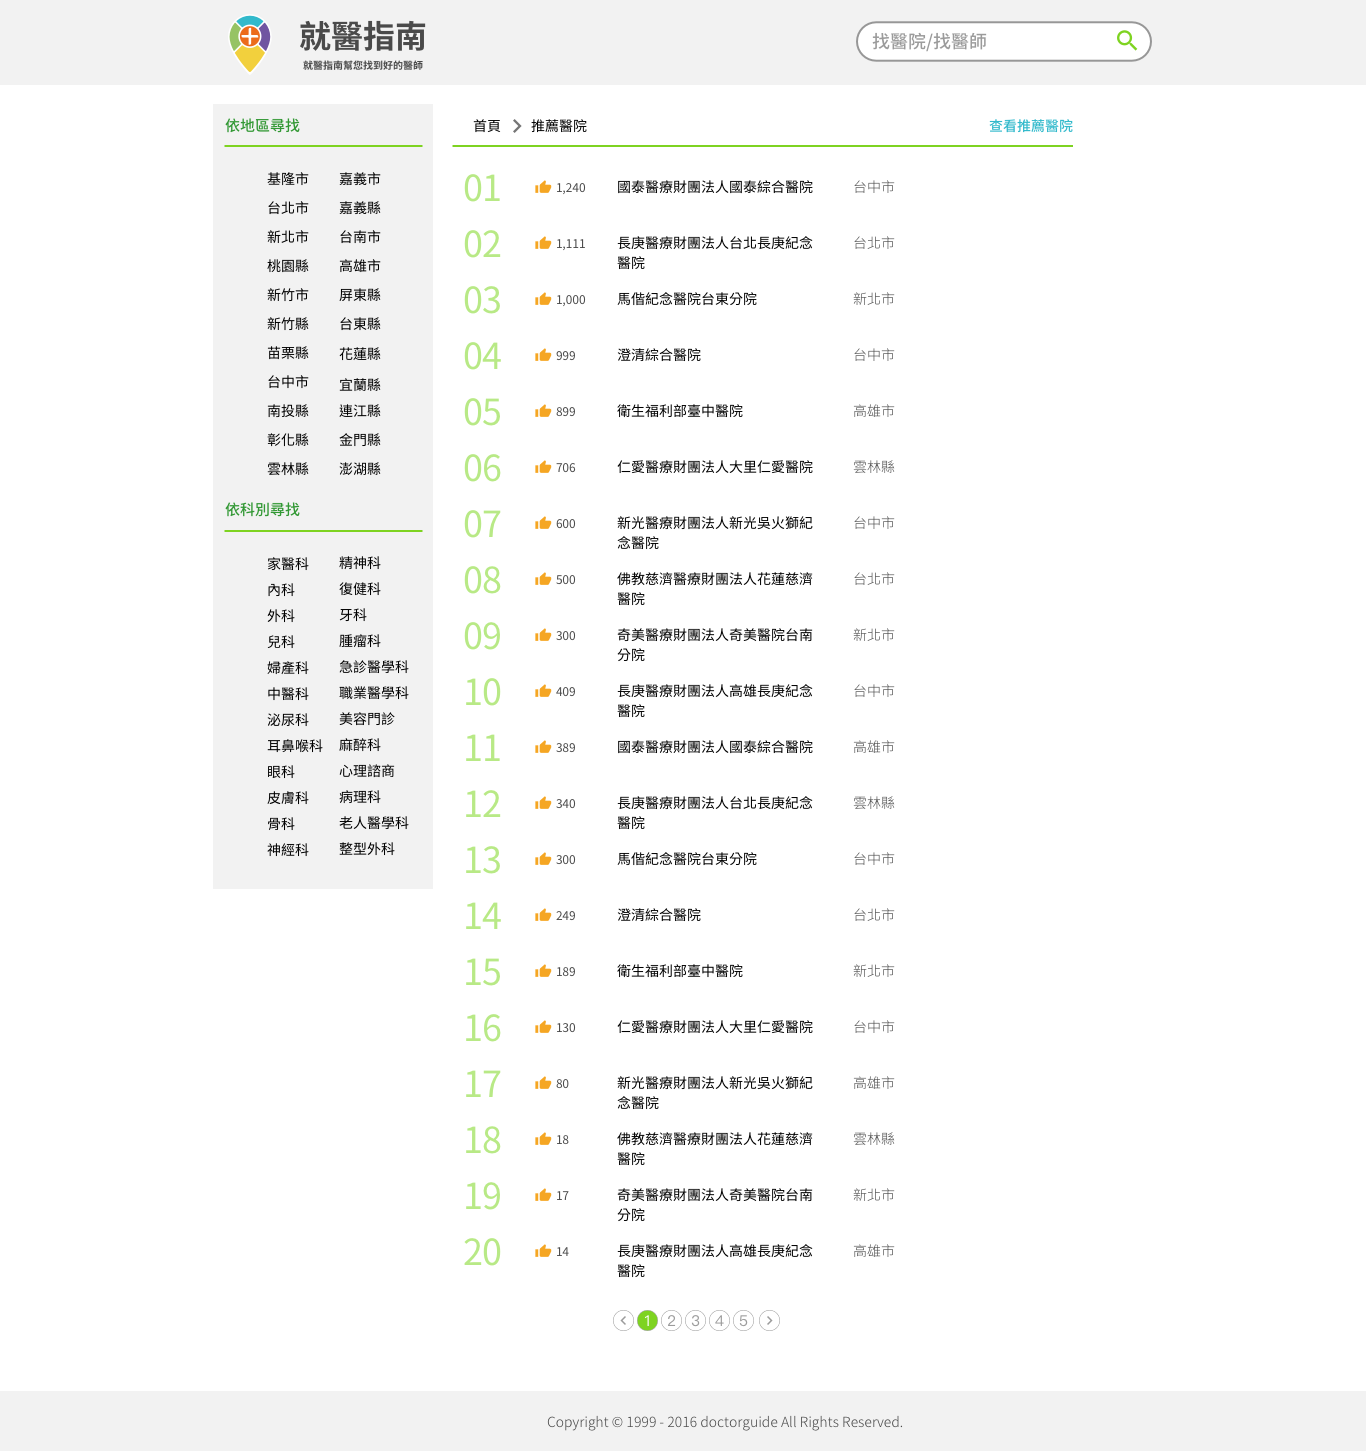 就醫指南
就醫指南幫您找到好的醫師
找醫院/找醫師
依地區尋找
基隆市 嘉義市
台北市 嘉義縣
新北市 台南市
桃園縣 高雄市
新竹市 屏東縣
新竹縣 台東縣
苗栗縣 花蓮縣
台中市 宜蘭縣
南投縣 連江縣
彰化縣 金門縣
雲林縣 澎湖縣
依科別尋找
家醫科 精神科
內科 復健科
外科 牙科
兒科 腫瘤科
婦產科 急診醫學科
中醫科 職業醫學科
泌尿科 美容門診
耳鼻喉科 麻醉科
眼科 心理諮商
皮膚科 病理科
骨科 老人醫學科
神經科 整型外科
首頁 推薦醫院 查看推薦醫院
01 1,240 國泰醫療財團法人國泰綜合醫院 台中市
02 1,111 長庚醫療財團法人台北長庚紀念 台北市
醫院
03 1,000 馬偕紀念醫院台東分院 新北市
04 999 澄清綜合醫院 台中市
05 899 衛生福利部臺中醫院 高雄市
06 706 仁愛醫療財團法人大里仁愛醫院 雲林縣
07 600 新光醫療財團法人新光吳火獅紀 台中市
念醫院
08 500 佛教慈濟醫療財團法人花蓮慈濟 台北市
醫院
09 300 奇美醫療財團法人奇美醫院台南 新北市
分院
10 409 長庚醫療財團法人高雄長庚紀念 台中市
醫院
11 389 國泰醫療財團法人國泰綜合醫院 高雄市
12 340 長庚醫療財團法人台北長庚紀念 雲林縣
醫院
13 300 馬偕紀念醫院台東分院 台中市
14 249 澄清綜合醫院 台北市
15 189 衛生福利部臺中醫院 新北市
16 130 仁愛醫療財團法人大里仁愛醫院 台中市
17 80 新光醫療財團法人新光吳火獅紀 高雄市
念醫院
18 18 佛教慈濟醫療財團法人花蓮慈濟 雲林縣
醫院
19 17 奇美醫療財團法人奇美醫院台南 新北市
分院
20 14 長庚醫療財團法人高雄長庚紀念 高雄市
醫院
1 2 3 4 5
Copyright © 1999 - 2016 doctorguide All Rights Reserved.